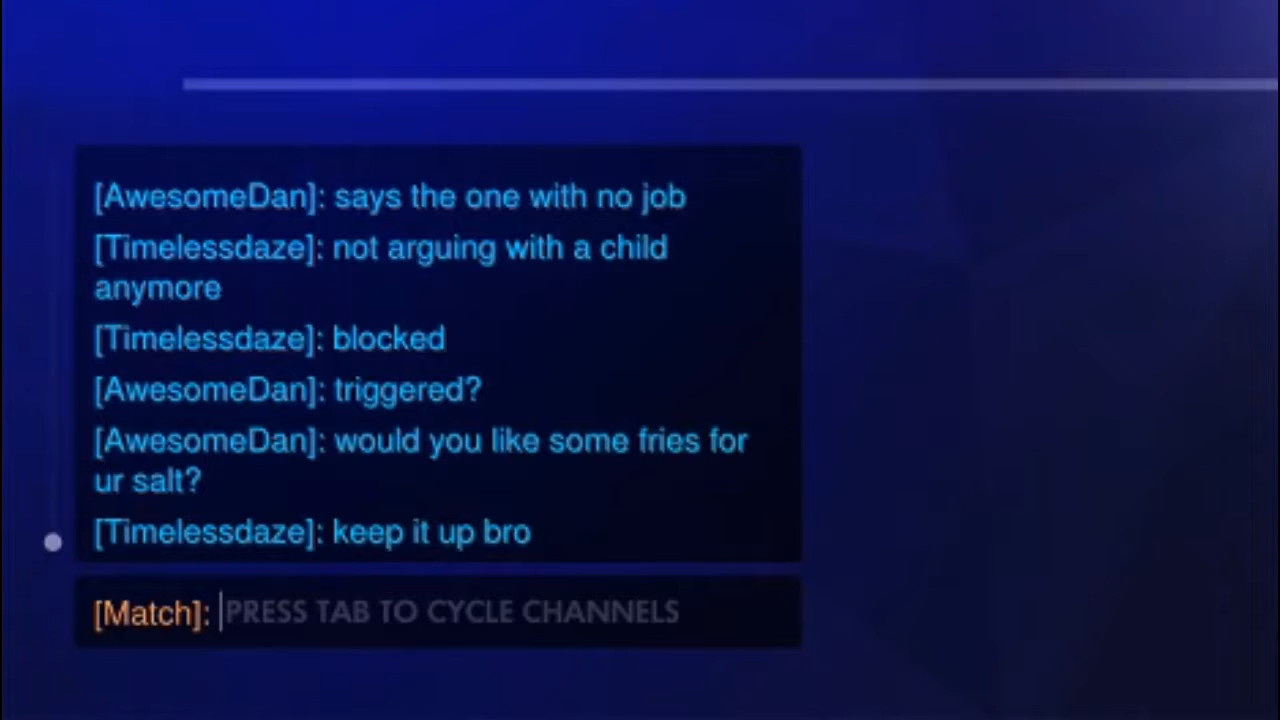 [AwesomeDan]: says the one with no job
[Timelessdaze]: not arguing with a child
anymore
[Timelessdaze]: blocked
[AwesomeDan]: triggered?
[AwesomeDan]: would you like some fries for
ur salt?
[Timelessdaze]: keep it up bro
[Match]: PRESS TAB TO CYCLE CHANNELS